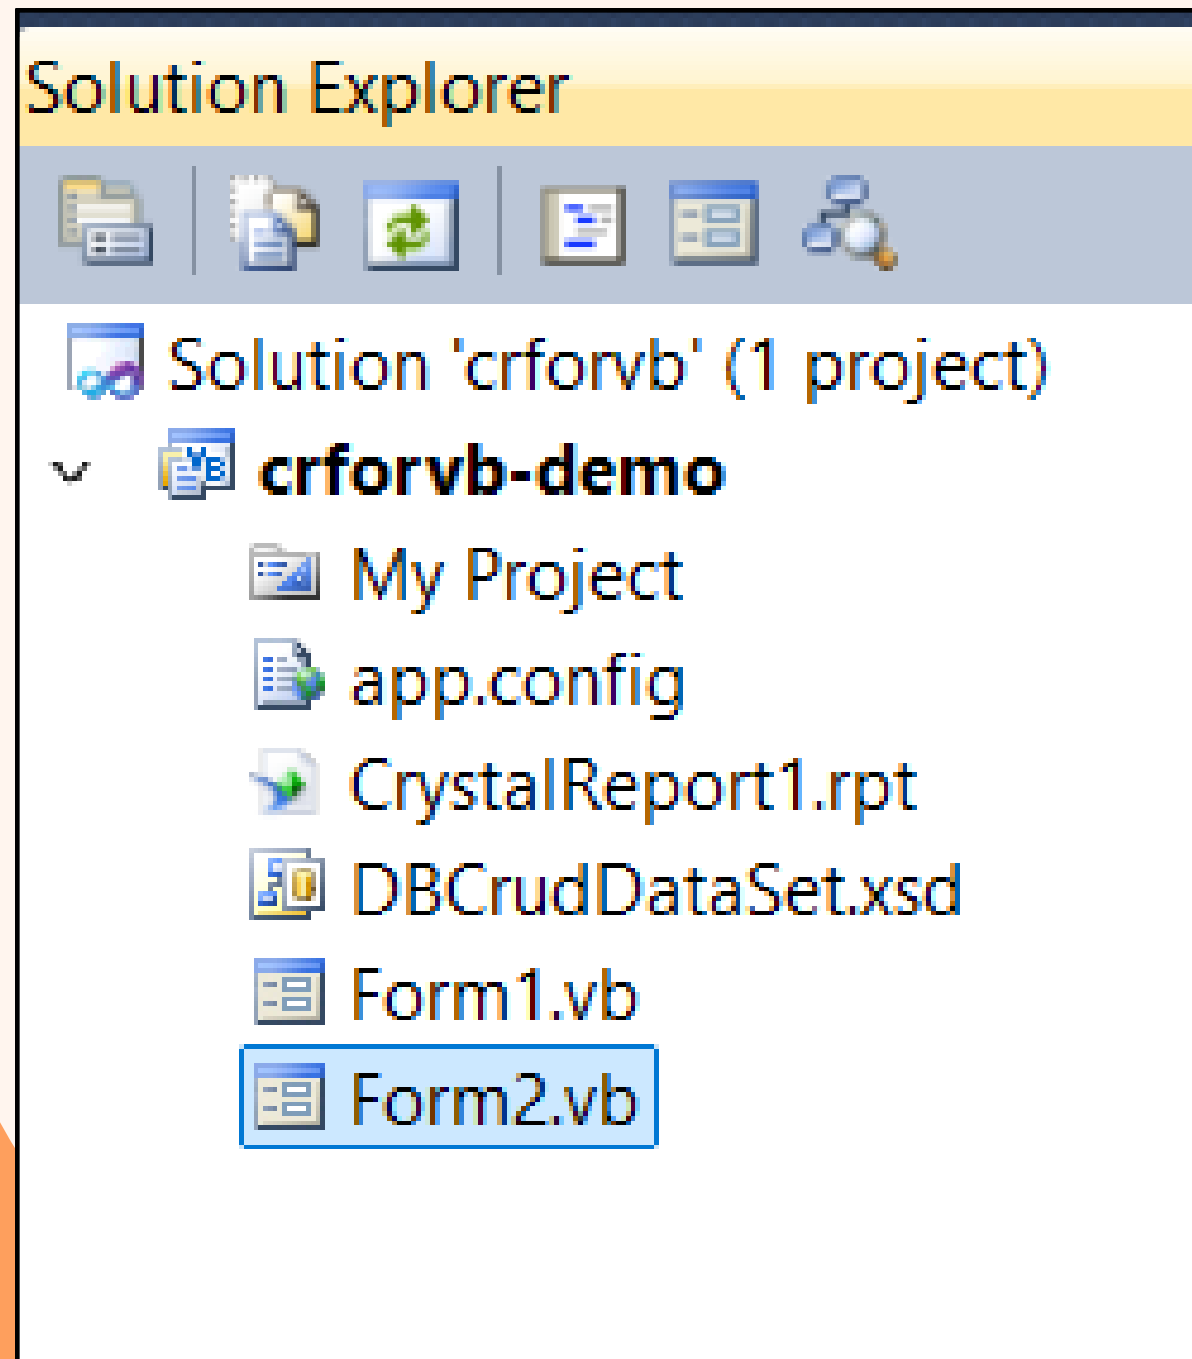 Solution Explorer
Solution 'crforvb' (1 project)
crforvb-demo
My Project
app.config
CrystalReport1.rpt
DBCrudDataSet.xsd
Form1.vb
Form2.vb